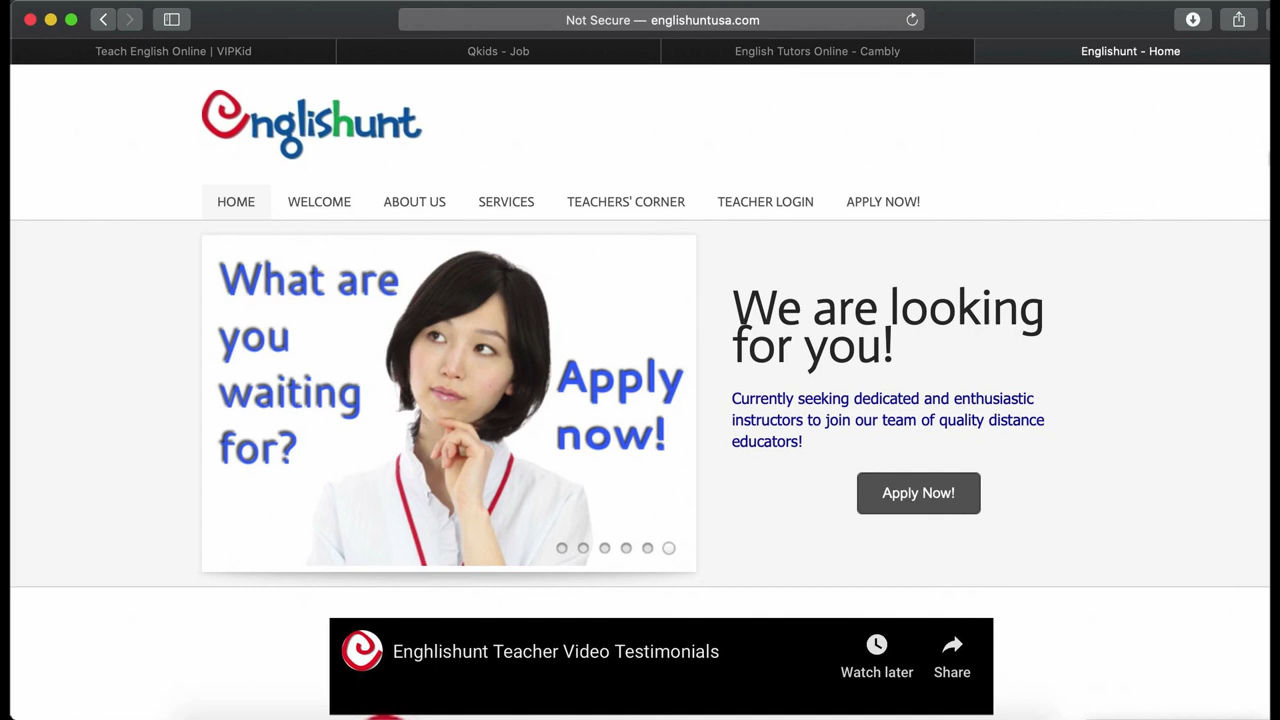 Not Secure — englishuntusa.com
Teach English Online | VIPKid
Qkids - Job
English Tutors Online - Cambly
Englishunt - Home
englishunt
HOME
WELCOME
ABOUT US
SERVICES
TEACHERS' CORNER
TEACHER LOGIN
APPLY NOW!
What are
you
waiting
for?
Apply
now!
We are looking
for you!
Currently seeking dedicated and enthusiastic
instructors to join our team of quality distance
educators!
Apply Now!
Enghlishunt Teacher Video Testimonials
Watch later
Share